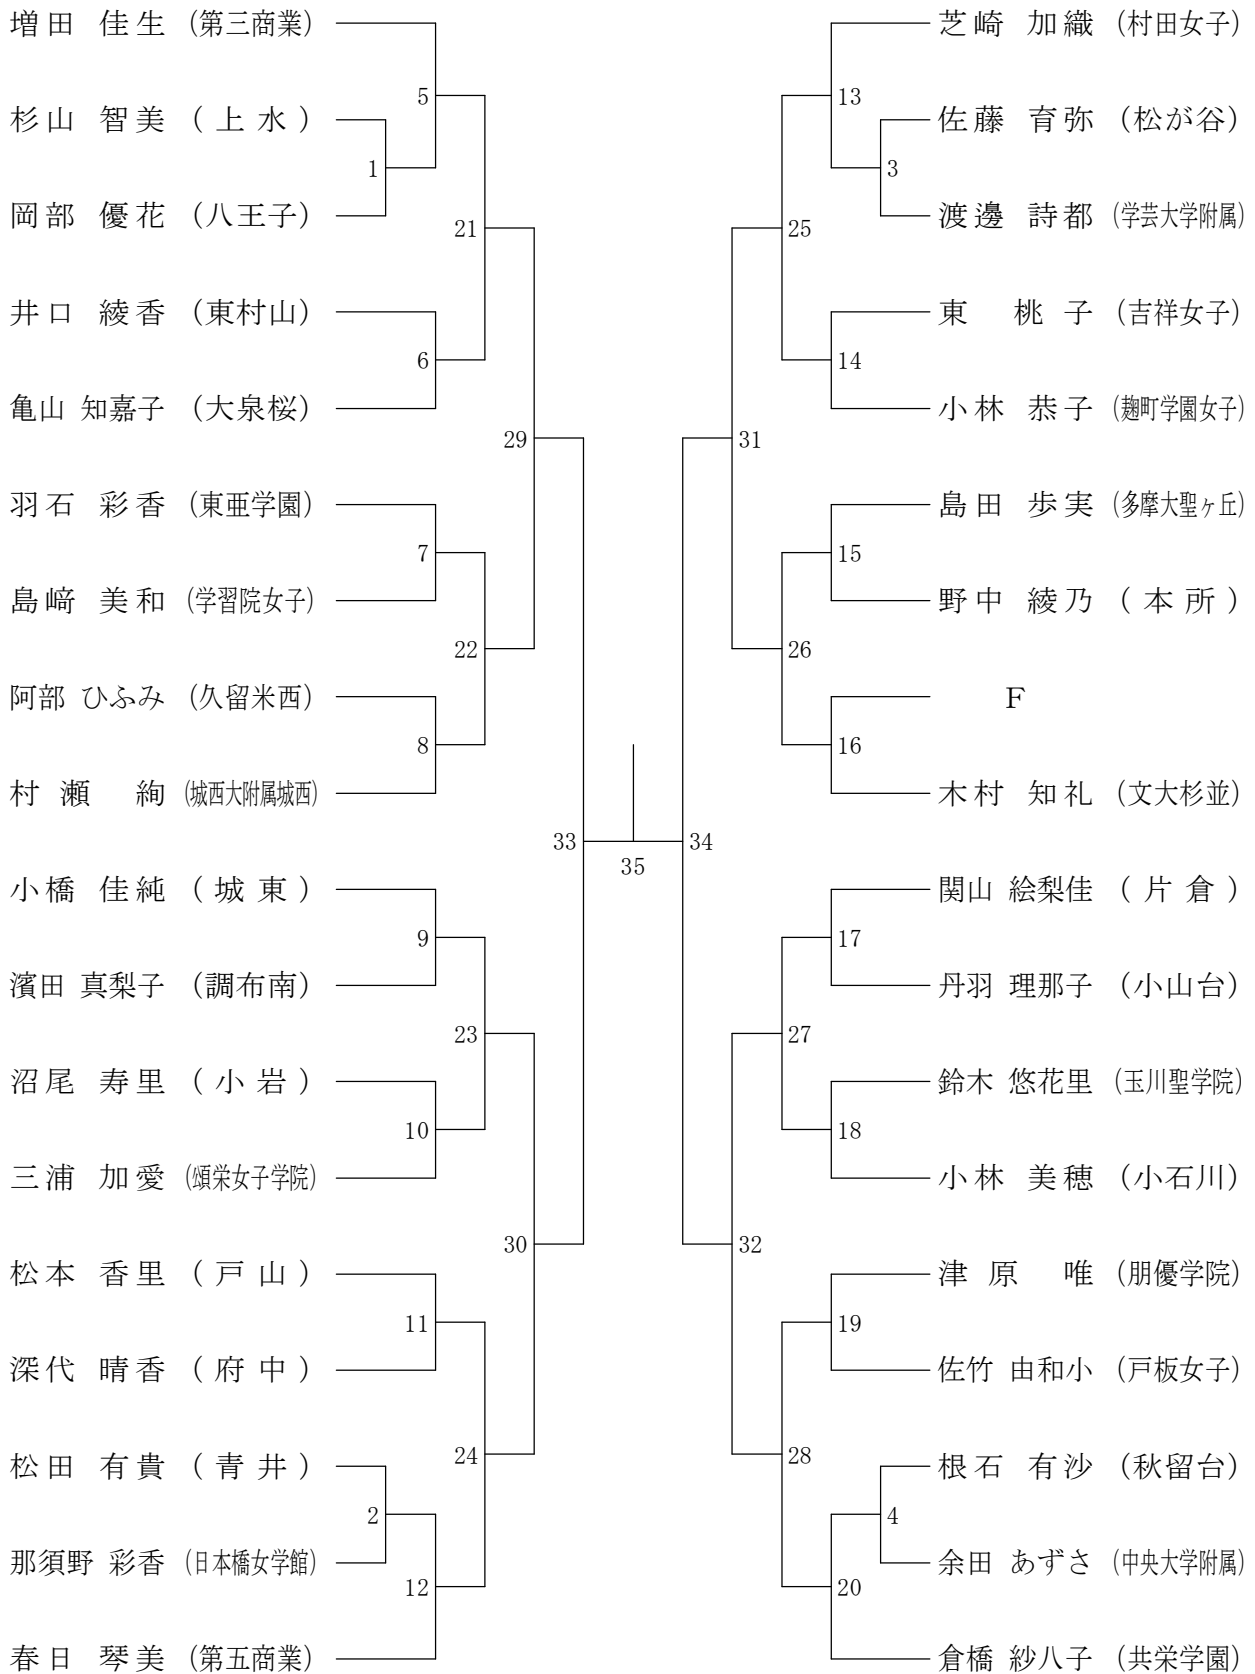 増田 佳生 (第三商業)
杉山 智美 (上水)
岡部 優花 (八王子)
井口 綾香 (東村山)
亀山 知嘉子 (大泉桜)
羽石 彩香 (東亜学園)
島﨑 美和 (学習院女子)
阿部 ひふみ (久留米西)
村瀬 絢 (城西大附属城西)
小橋 佳純 (城東)
濱田 真梨子 (調布南)
沼尾 寿里 (小岩)
三浦 加愛 (頌栄女子学院)
松本 香里 (戸山)
深代 晴香 (府中)
松田 有貴 (青井)
那須野 彩香 (日本橋女学館)
春日 琴美 (第五商業)
1
2
5
6
7
8
9
10
11
12
21
22
23
24
29
30
33
35
34
31
32
25
26
27
28
13
14
15
16
17
18
19
20
3
4
芝崎 加織 (村田女子)
佐藤 育弥 (松が谷)
渡邊 詩都 (学芸大学附属)
東 桃子 (吉祥女子)
小林 恭子 (麹町学園女子)
島田 歩実 (多摩大聖ヶ丘)
野中 綾乃 (本所)
F
木村 知礼 (文大杉並)
関山 絵梨佳 (片倉)
丹羽 理那子 (小山台)
鈴木 悠花里 (玉川聖学院)
小林 美穂 (小石川)
津原 唯 (朋優学院)
佐竹 由和小 (戸板女子)
根石 有沙 (秋留台)
余田 あずさ (中央大学附属)
倉橋 紗八子 (共栄学園)